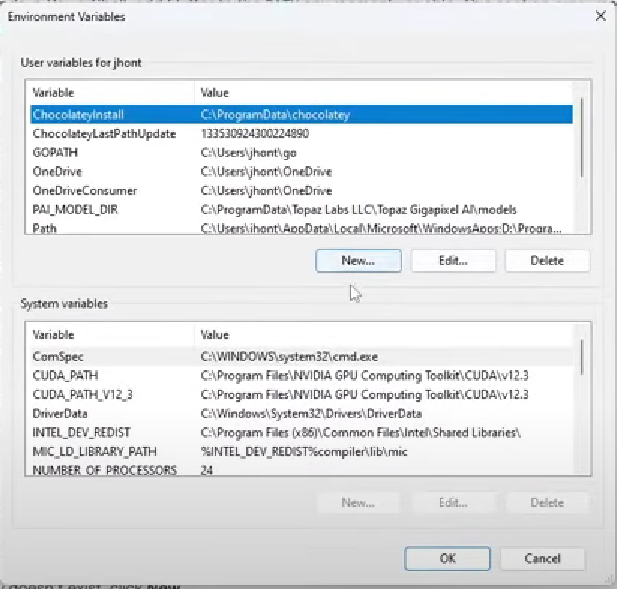 Environment Variables
User variables for jhont
Variable Value
ChocolateyInstall C:\ProgramData\chocolatey
ChocolateyLastPathUpdate 133530924300224890
GOPATH C:\Users\jhont\go
OneDrive C:\Users\jhont\OneDrive
OneDriveConsumer C:\Users\jhont\OneDrive
PAI_MODEL_DIR C:\ProgramData\Topaz Labs LLC\Topaz Gigapixel AI\models
Path C:\Users\jhont\AppData\Local\Microsoft\WindowsApps;D:\Progra...
New... Edit... Delete
System variables
Variable Value
ComSpec C:\WINDOWS\system32\cmd.exe
CUDA_PATH C:\Program Files\NVIDIA GPU Computing Toolkit\CUDA\v12.3
CUDA_PATH_V12_3 C:\Program Files\NVIDIA GPU Computing Toolkit\CUDA\v12.3
DriverData C:\Windows\System32\Drivers\DriverData
INTEL_DEV_REDIST C:\Program Files (x86)\Common Files\Intel\Shared Libraries\
MIC_LD_LIBRARY_PATH %INTEL_DEV_REDIST%compiler\lib\mic
NUMBER_OF_PROCESSORS 24
New... Edit... Delete
OK Cancel
doesn't exist, click New